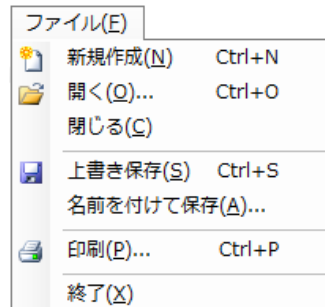 ファイル(F)
新規作成(N) Ctrl+N
開く(O)... Ctrl+O
閉じる(C)
上書き保存(S) Ctrl+S
名前を付けて保存(A)...
印刷(P)... Ctrl+P
終了(X)